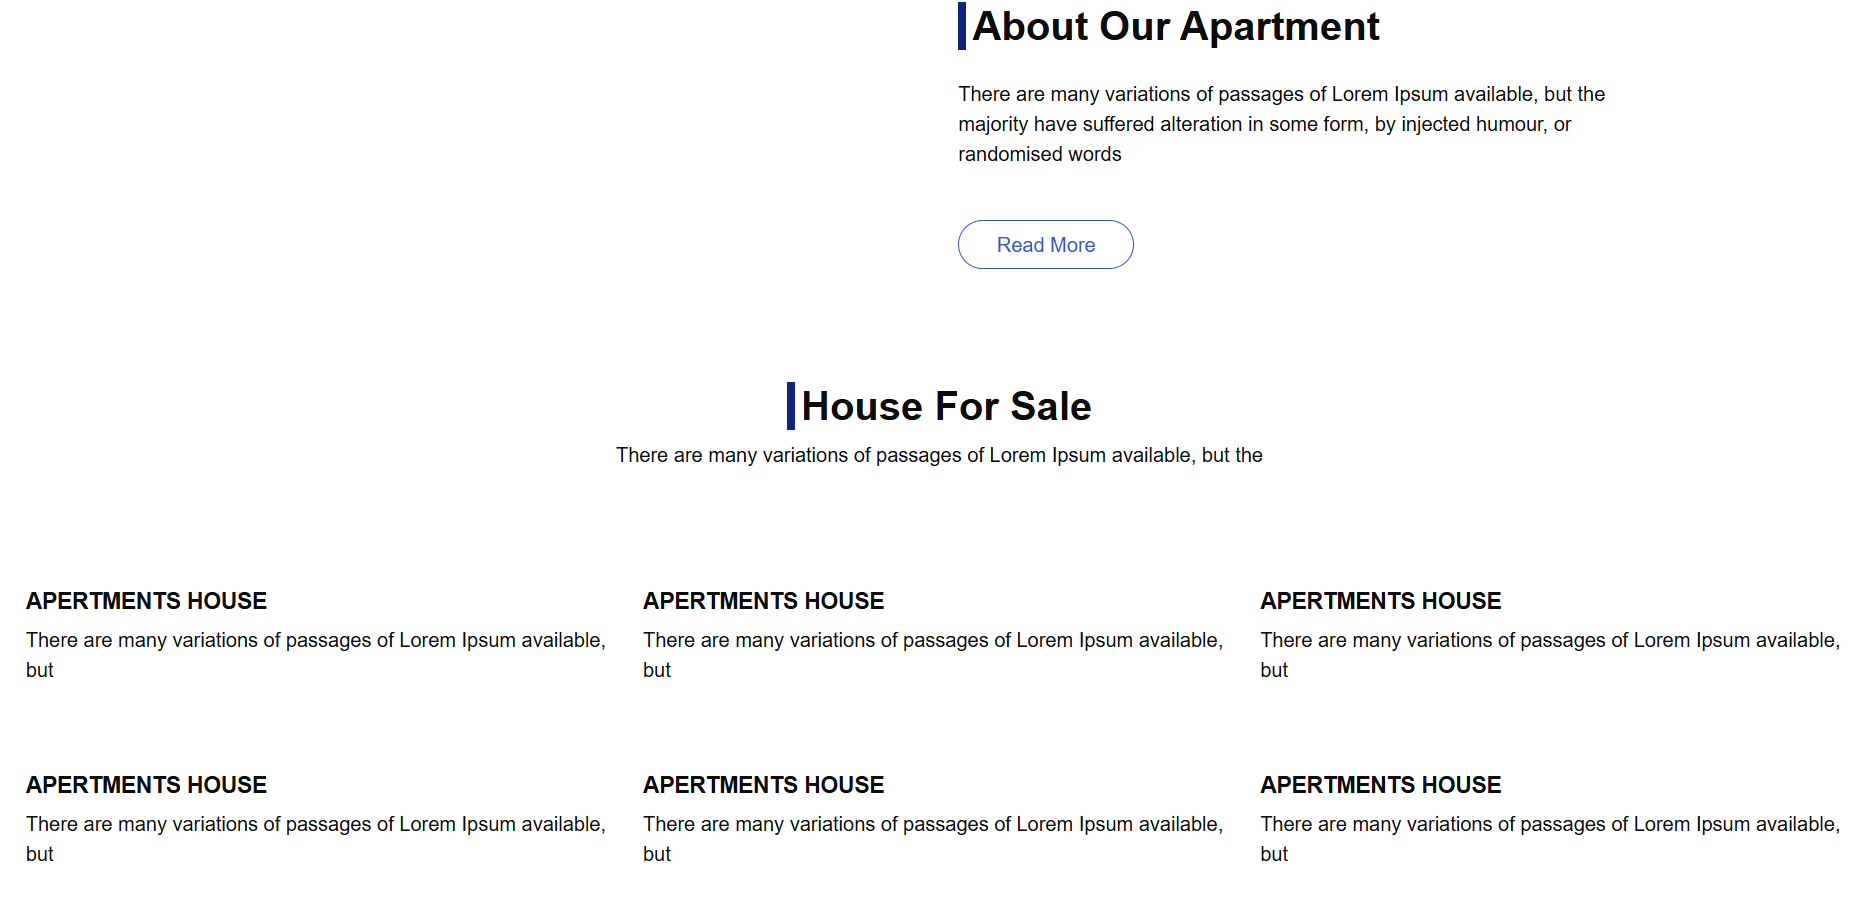 About Our Apartment
There are many variations of passages of Lorem Ipsum available, but the
majority have suffered alteration in some form, by injected humour, or
randomised words
Read More
House For Sale
There are many variations of passages of Lorem Ipsum available, but the
APERTMENTS HOUSE
There are many variations of passages of Lorem Ipsum available,
but
APERTMENTS HOUSE
There are many variations of passages of Lorem Ipsum available,
but
APERTMENTS HOUSE
There are many variations of passages of Lorem Ipsum available,
but
APERTMENTS HOUSE
There are many variations of passages of Lorem Ipsum available,
but
APERTMENTS HOUSE
There are many variations of passages of Lorem Ipsum available,
but
APERTMENTS HOUSE
There are many variations of passages of Lorem Ipsum available,
but